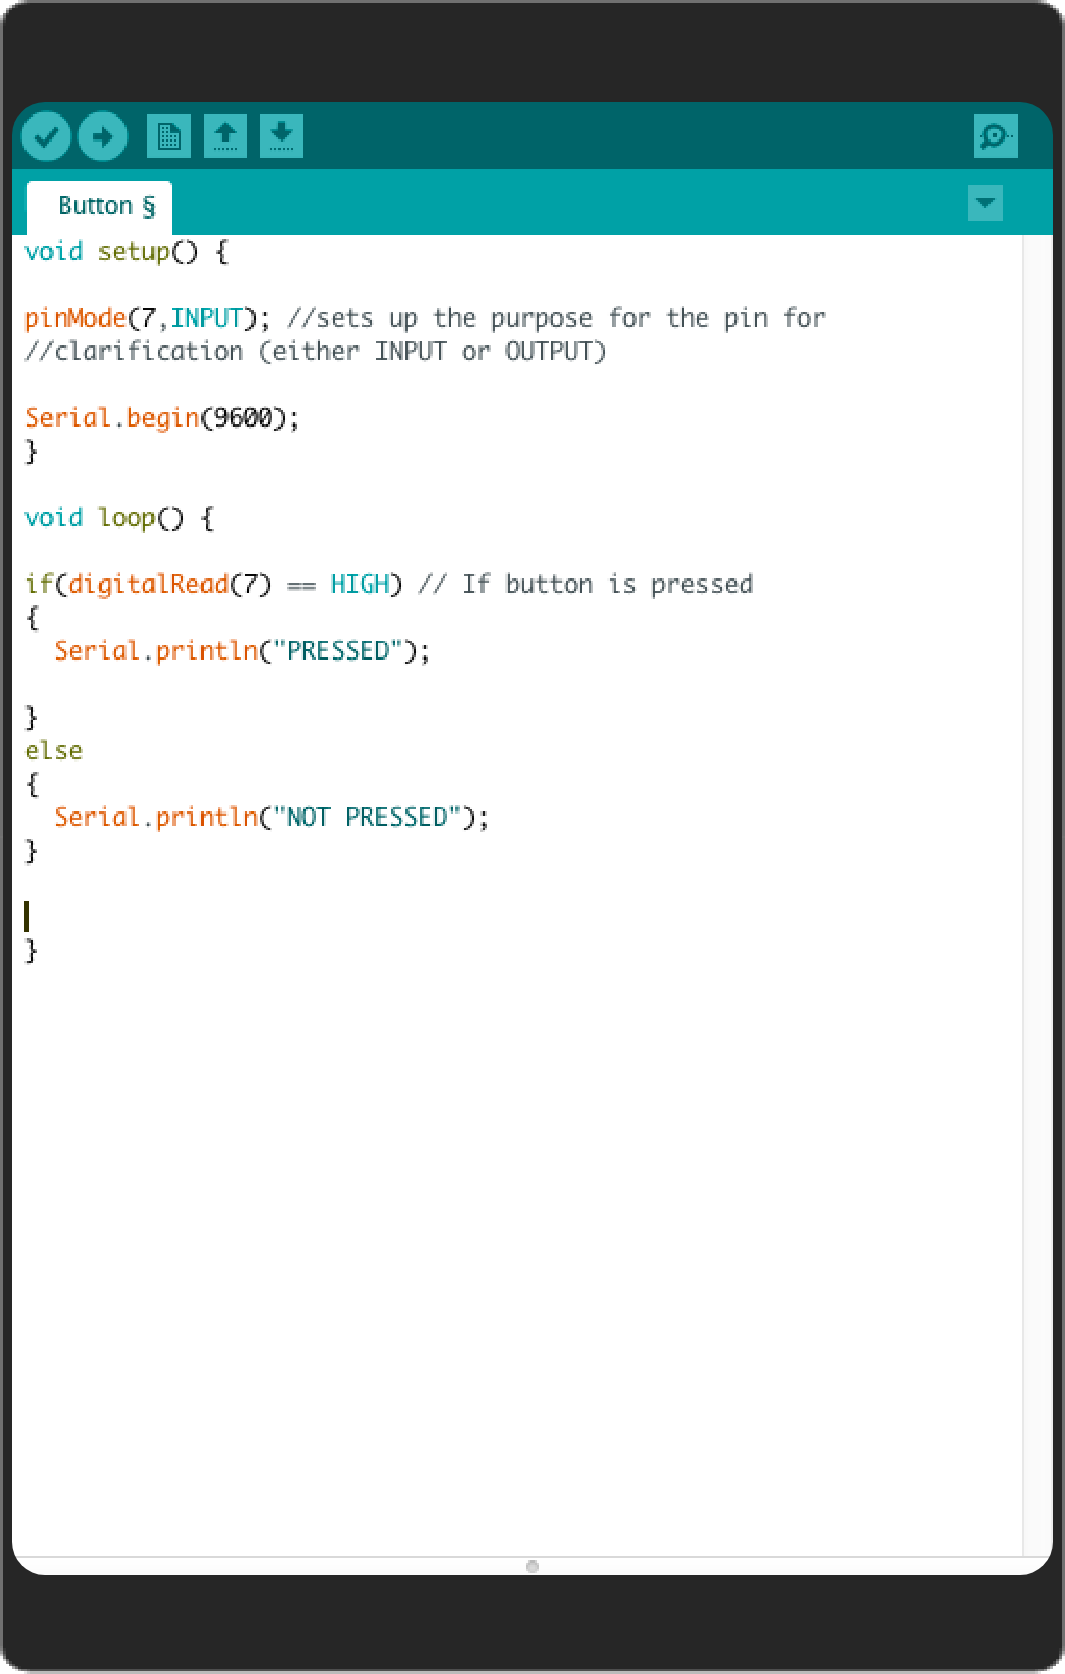 Button §
void setup() {
pinMode(7,INPUT); //sets up the purpose for the pin for
//clarification (either INPUT or OUTPUT)
Serial.begin(9600);
}
void loop() {
if(digitalRead(7) == HIGH) // If button is pressed
{
  Serial.println("PRESSED");
}
else
{
  Serial.println("NOT PRESSED");
}
}